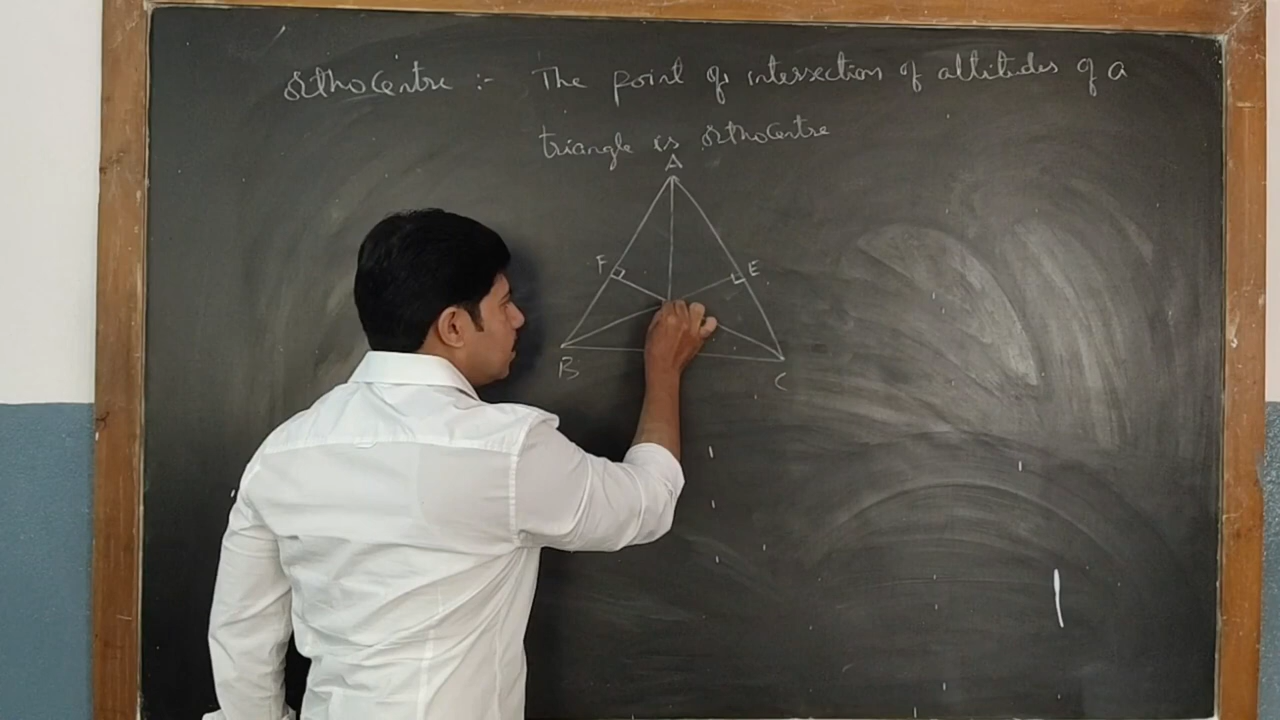 Orthocentre :- The point of intersection of altitudes of a
triangle is Orthocentre
A
F
E
B
C